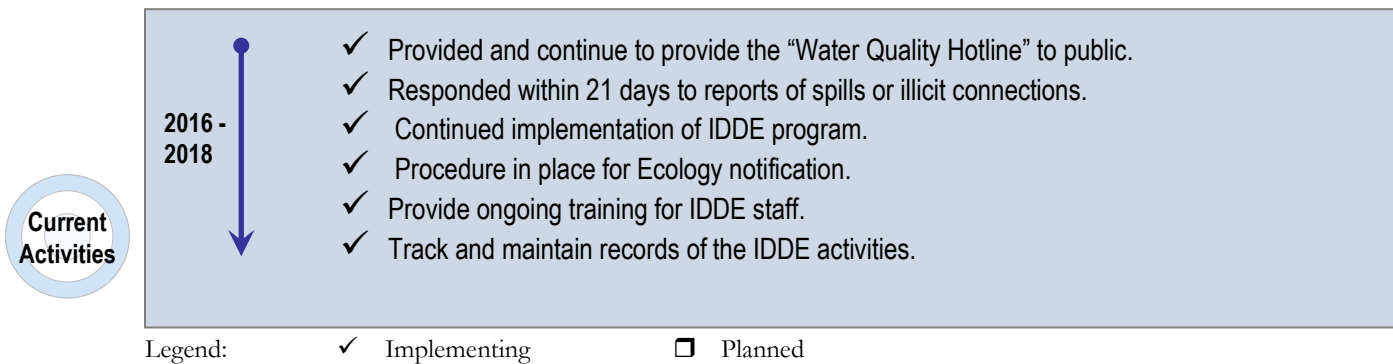 ✓ Provided and continue to provide the “Water Quality Hotline” to public.
✓ Responded within 21 days to reports of spills or illicit connections.
2016 -
2018
✓ Continued implementation of IDDE program.
✓ Procedure in place for Ecology notification.
✓ Provide ongoing training for IDDE staff.
✓ Track and maintain records of the IDDE activities.
Current
Activities
Legend: ✓ Implementing ❒ Planned